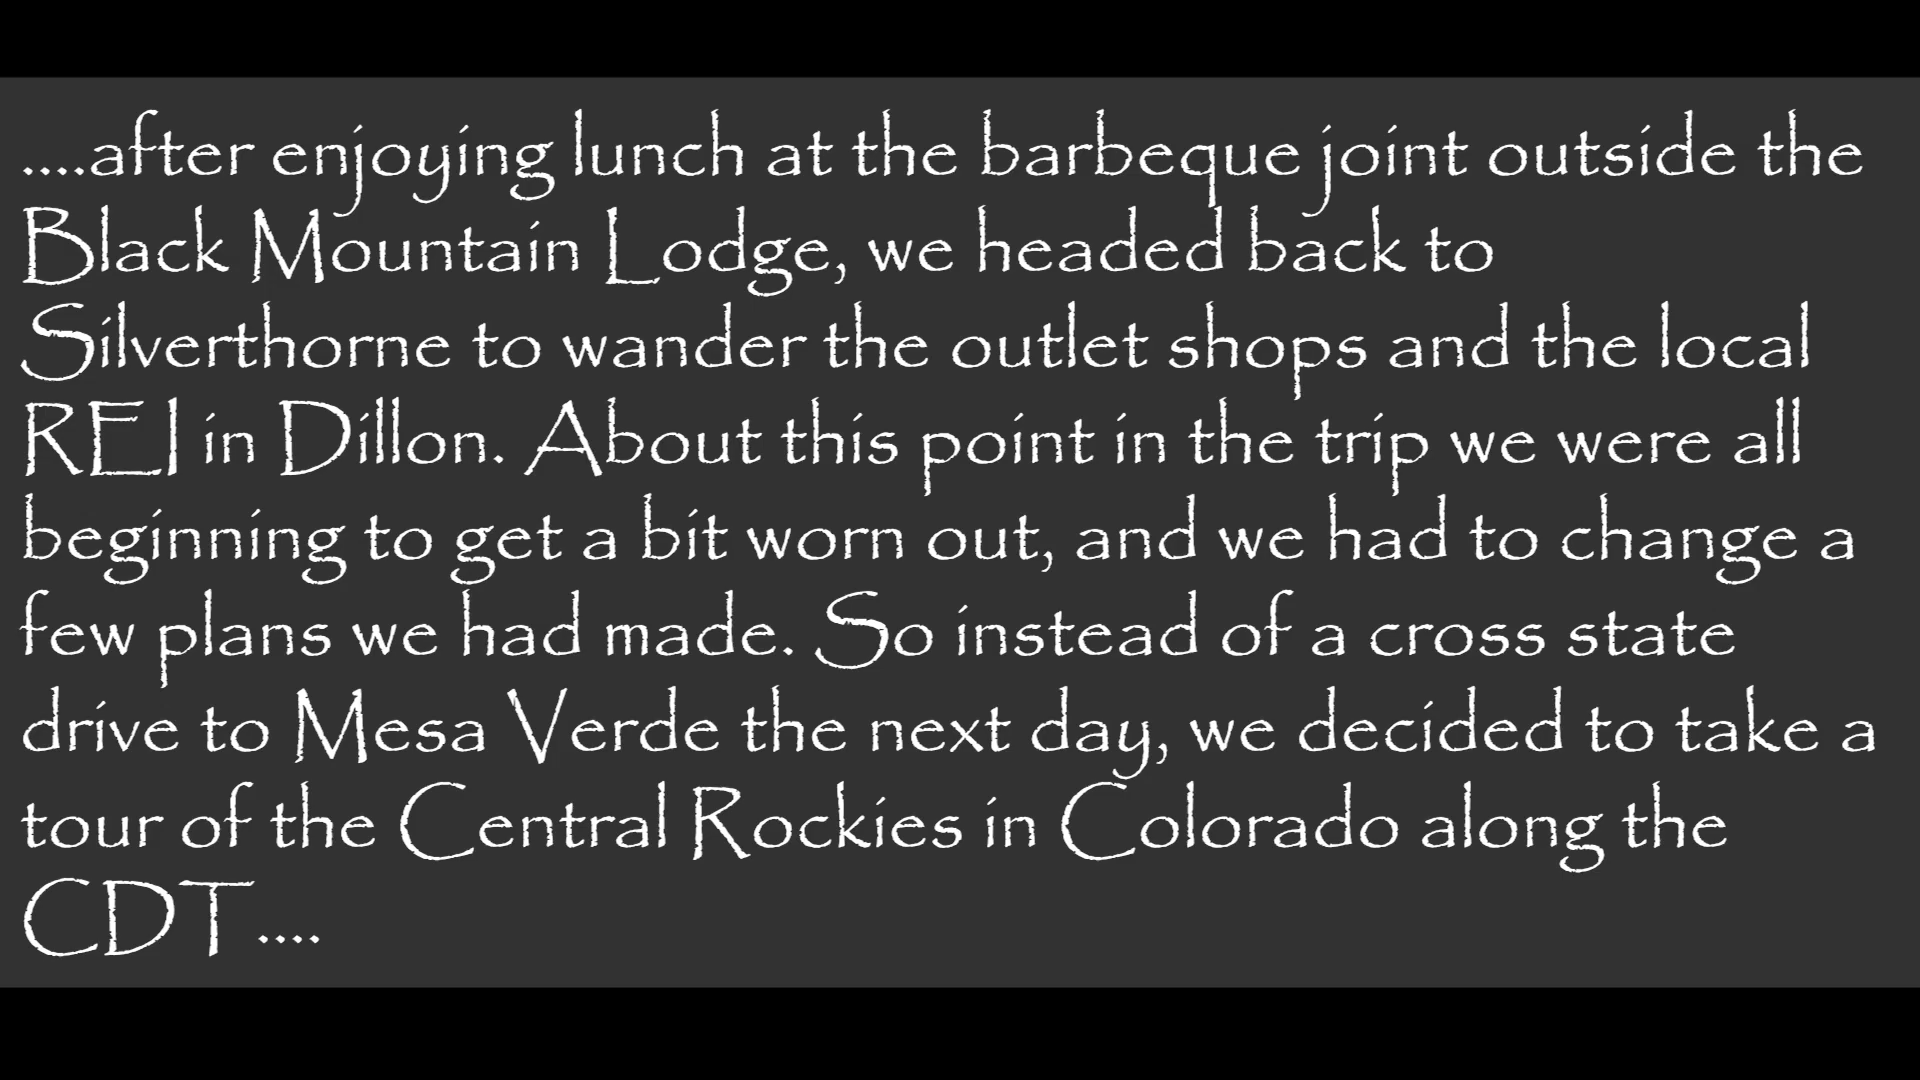 ....after enjoying lunch at the barbeque joint outside the
Black Mountain Lodge, we headed back to
Silverthorne to wander the outlet shops and the local
REI in Dillon. About this point in the trip we were all
beginning to get a bit worn out, and we had to change a
few plans we had made. So instead of a cross state
drive to Mesa Verde the next day, we decided to take a
tour of the Central Rockies in Colorado along the
CDT....